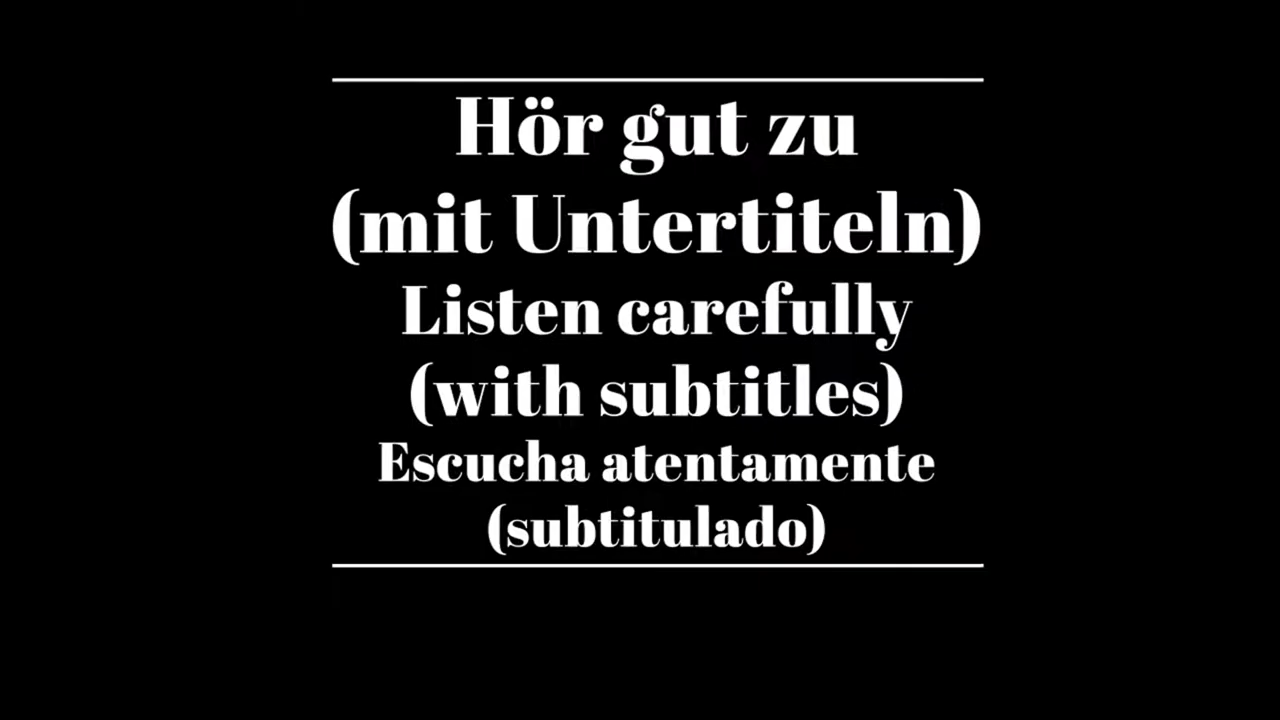 Hör gut zu
(mit Untertiteln)
Listen carefully
(with subtitles)
Escucha atentamente
(subtitulado)